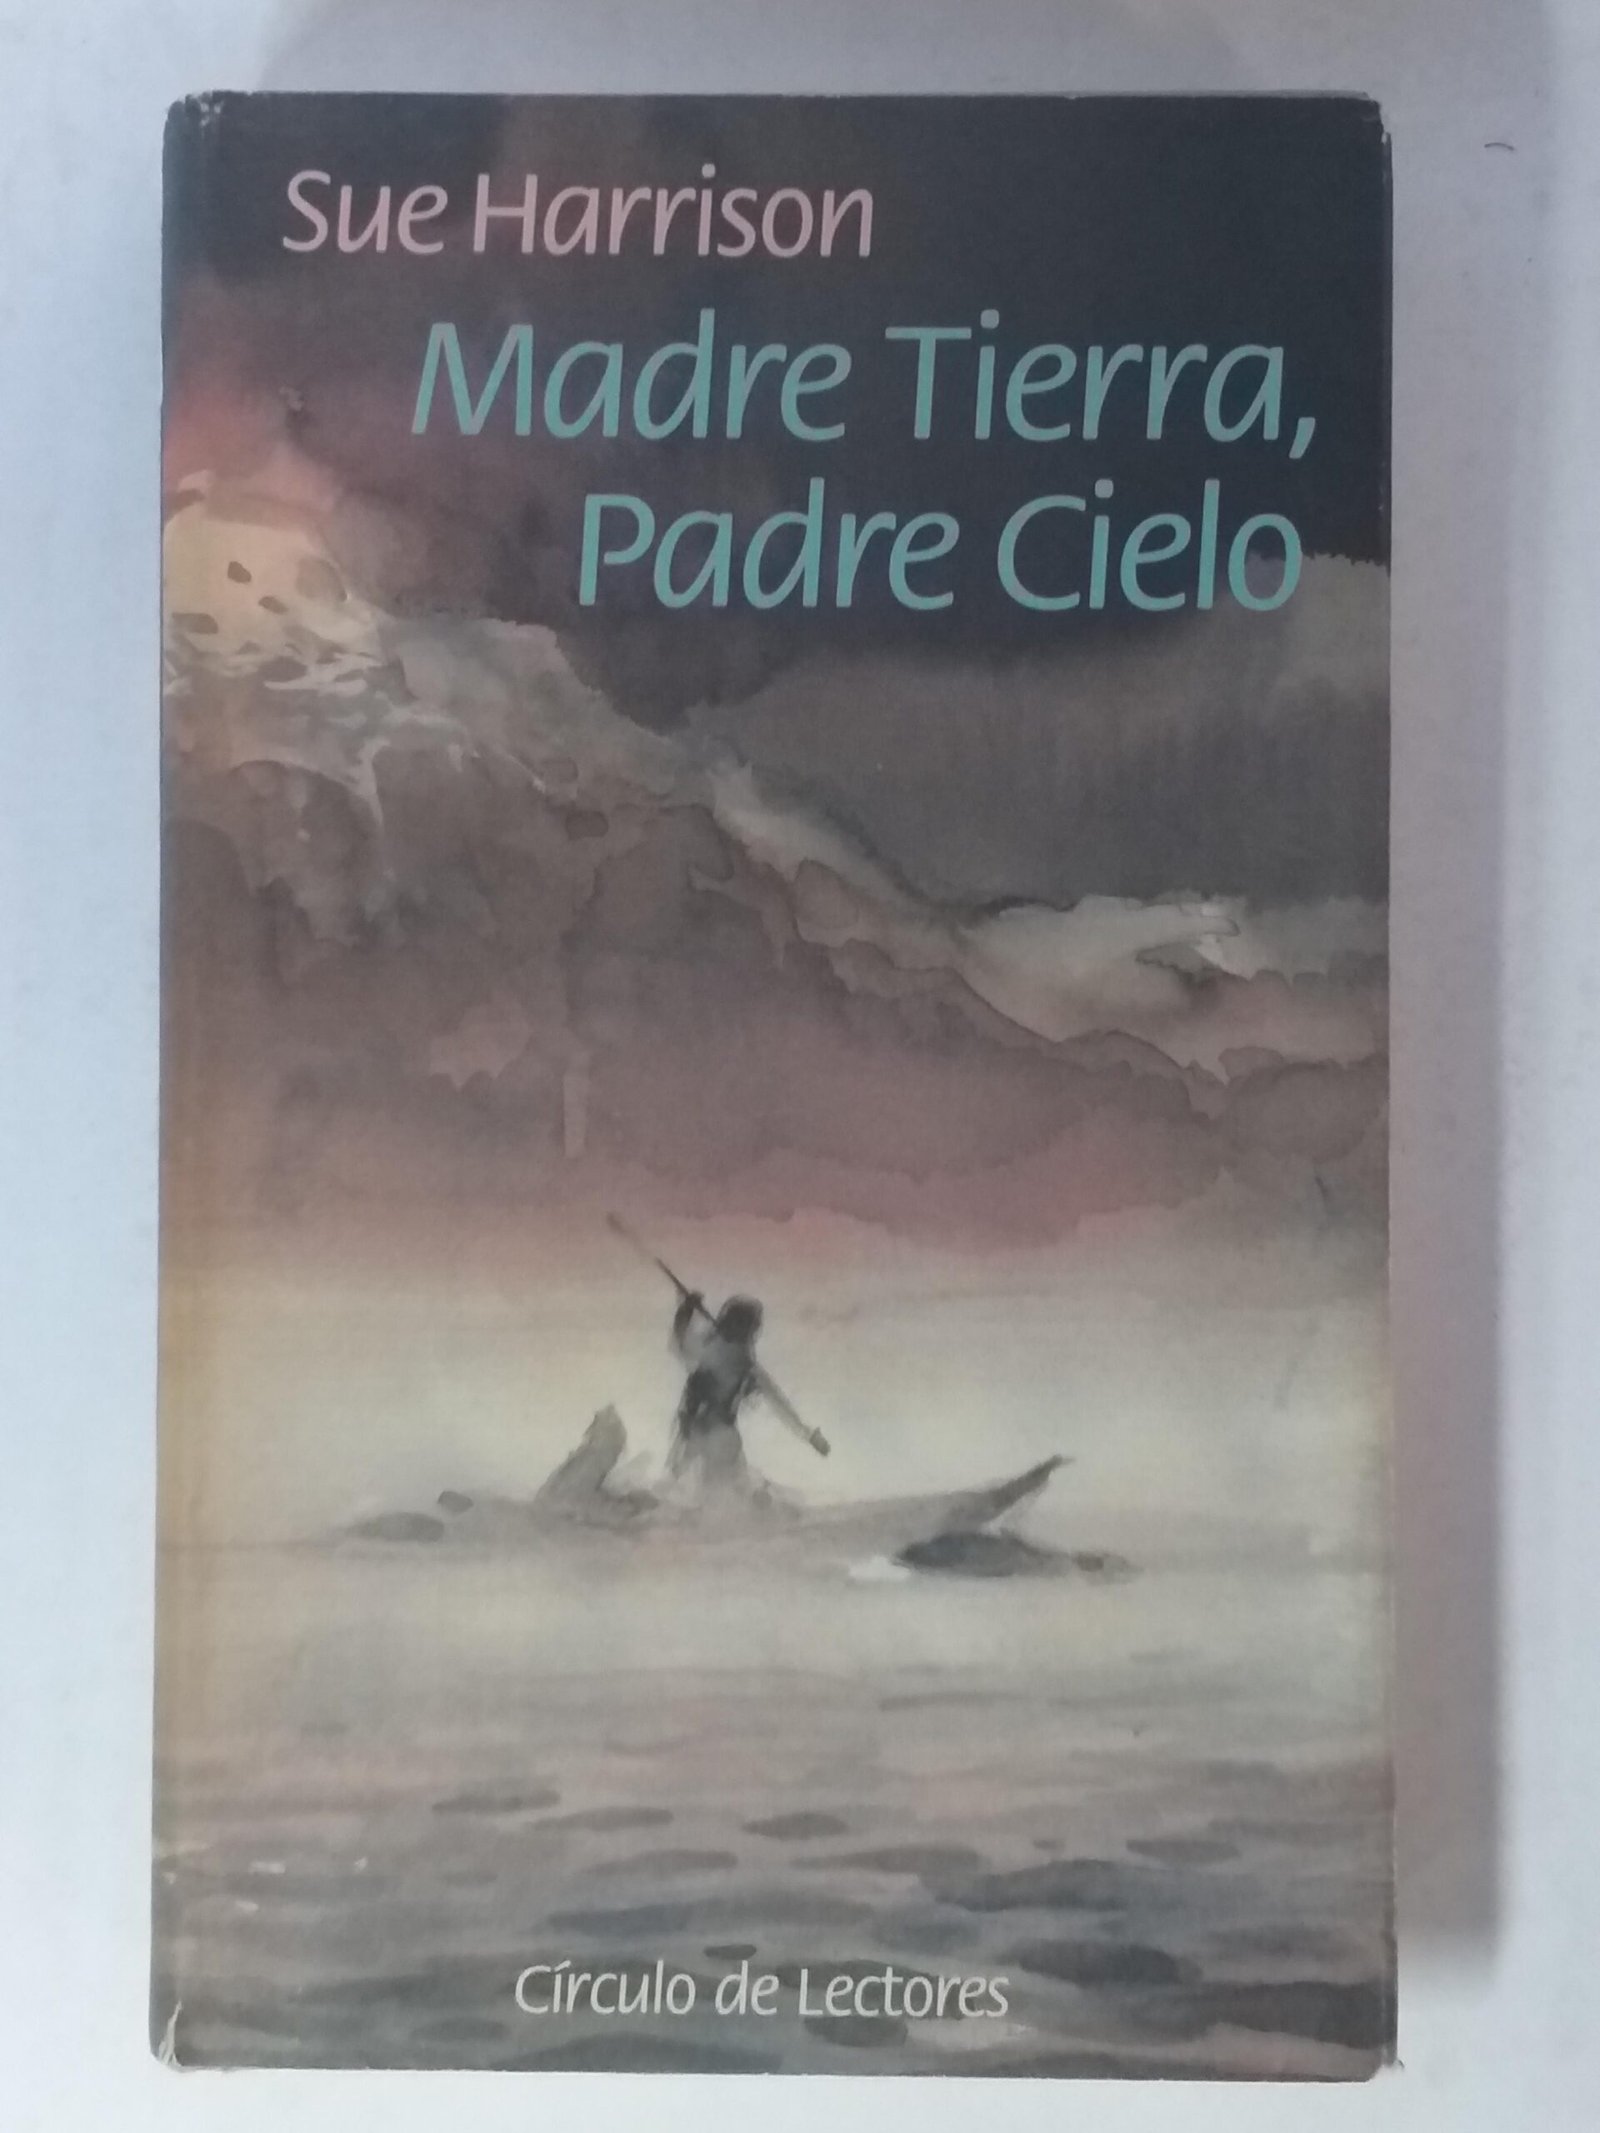 Sue Harrison
Madre Tierra,
Padre Cielo
Círculo de Lectores